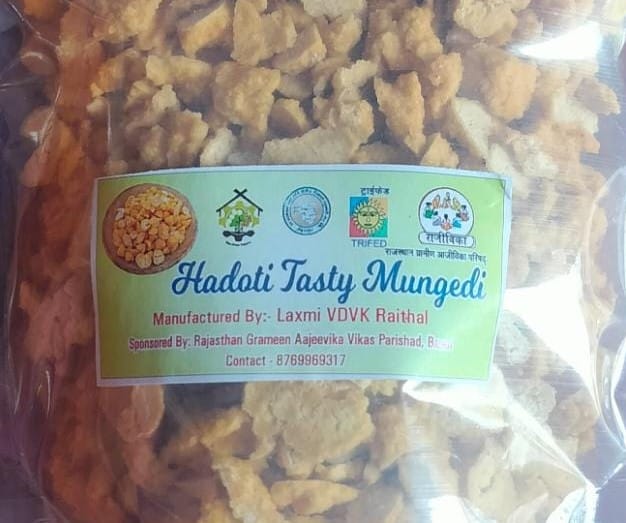 ट्राईफेड
TRIFED
राजीविका
राजस्थान ग्रामीण आजीविका परिषद्
Hadoti Tasty Mungedi
Manufactured By:- Laxmi VDVK Raithal
Sponsored By: Rajasthan Grameen Aajeevika Vikas Parishad,
Contact - 8769969317